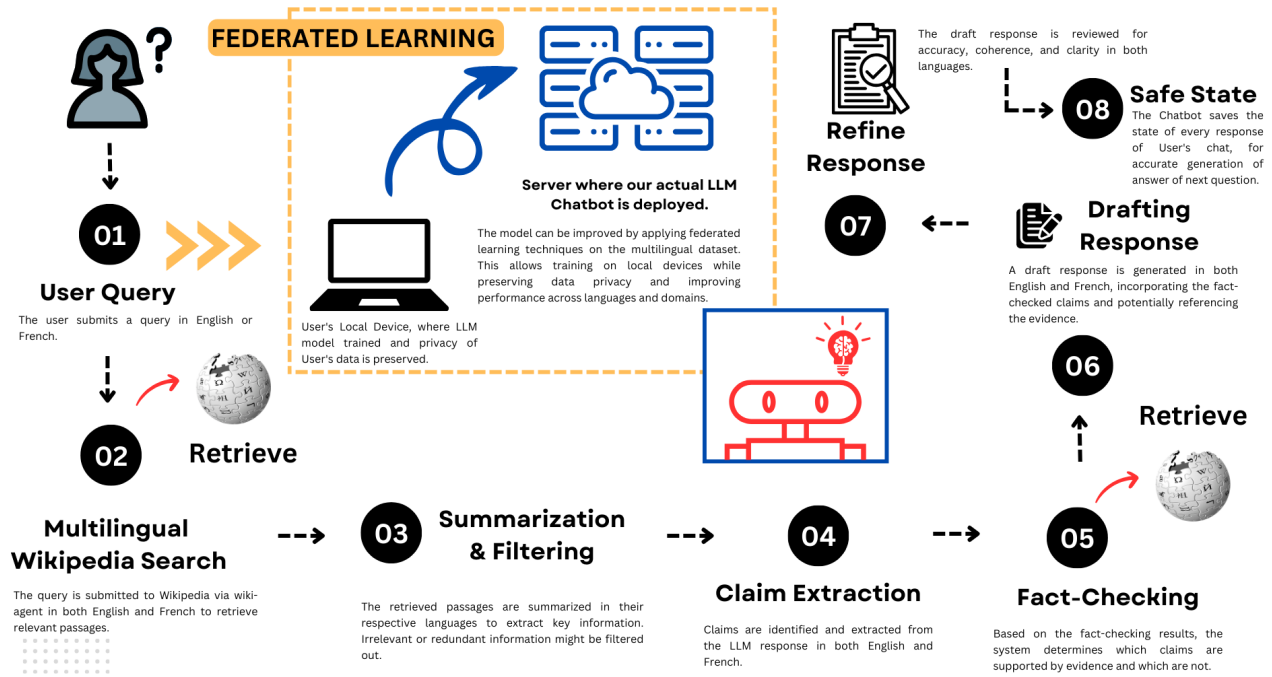 ?
FEDERATED LEARNING
01
User Query
The user submits a query in English or
French.
User's Local Device, where LLM
model trained and privacy of
User's data is preserved.
Server where our actual LLM
Chatbot is deployed.
The model can be improved by applying federated
learning techniques on the multilingual dataset.
This allows training on local devices while
preserving data privacy and improving
performance across languages and domains.
Retrieve
02
Multilingual
Wikipedia Search
The query is submitted to Wikipedia via wiki-
agent in both English and French to retrieve
relevant passages.
03
Summarization
& Filtering
The retrieved passages are summarized in their
respective languages to extract key information.
Irrelevant or redundant information might be filtered
out.
04
Claim Extraction
Claims are identified and extracted from
the LLM response in both English and
French.
05
Retrieve
Fact-Checking
Based on the fact-checking results, the
system determines which claims are
supported by evidence and which are not.
06
Drafting
Response
A draft response is generated in both
English and French, incorporating the fact-
checked claims and potentially referencing
the evidence.
07
Refine
Response
The draft response is reviewed for
accuracy, coherence, and clarity in both
languages.
08
Safe State
The Chatbot saves the
state of every response
of User's chat, for
accurate generation of
answer of next question.